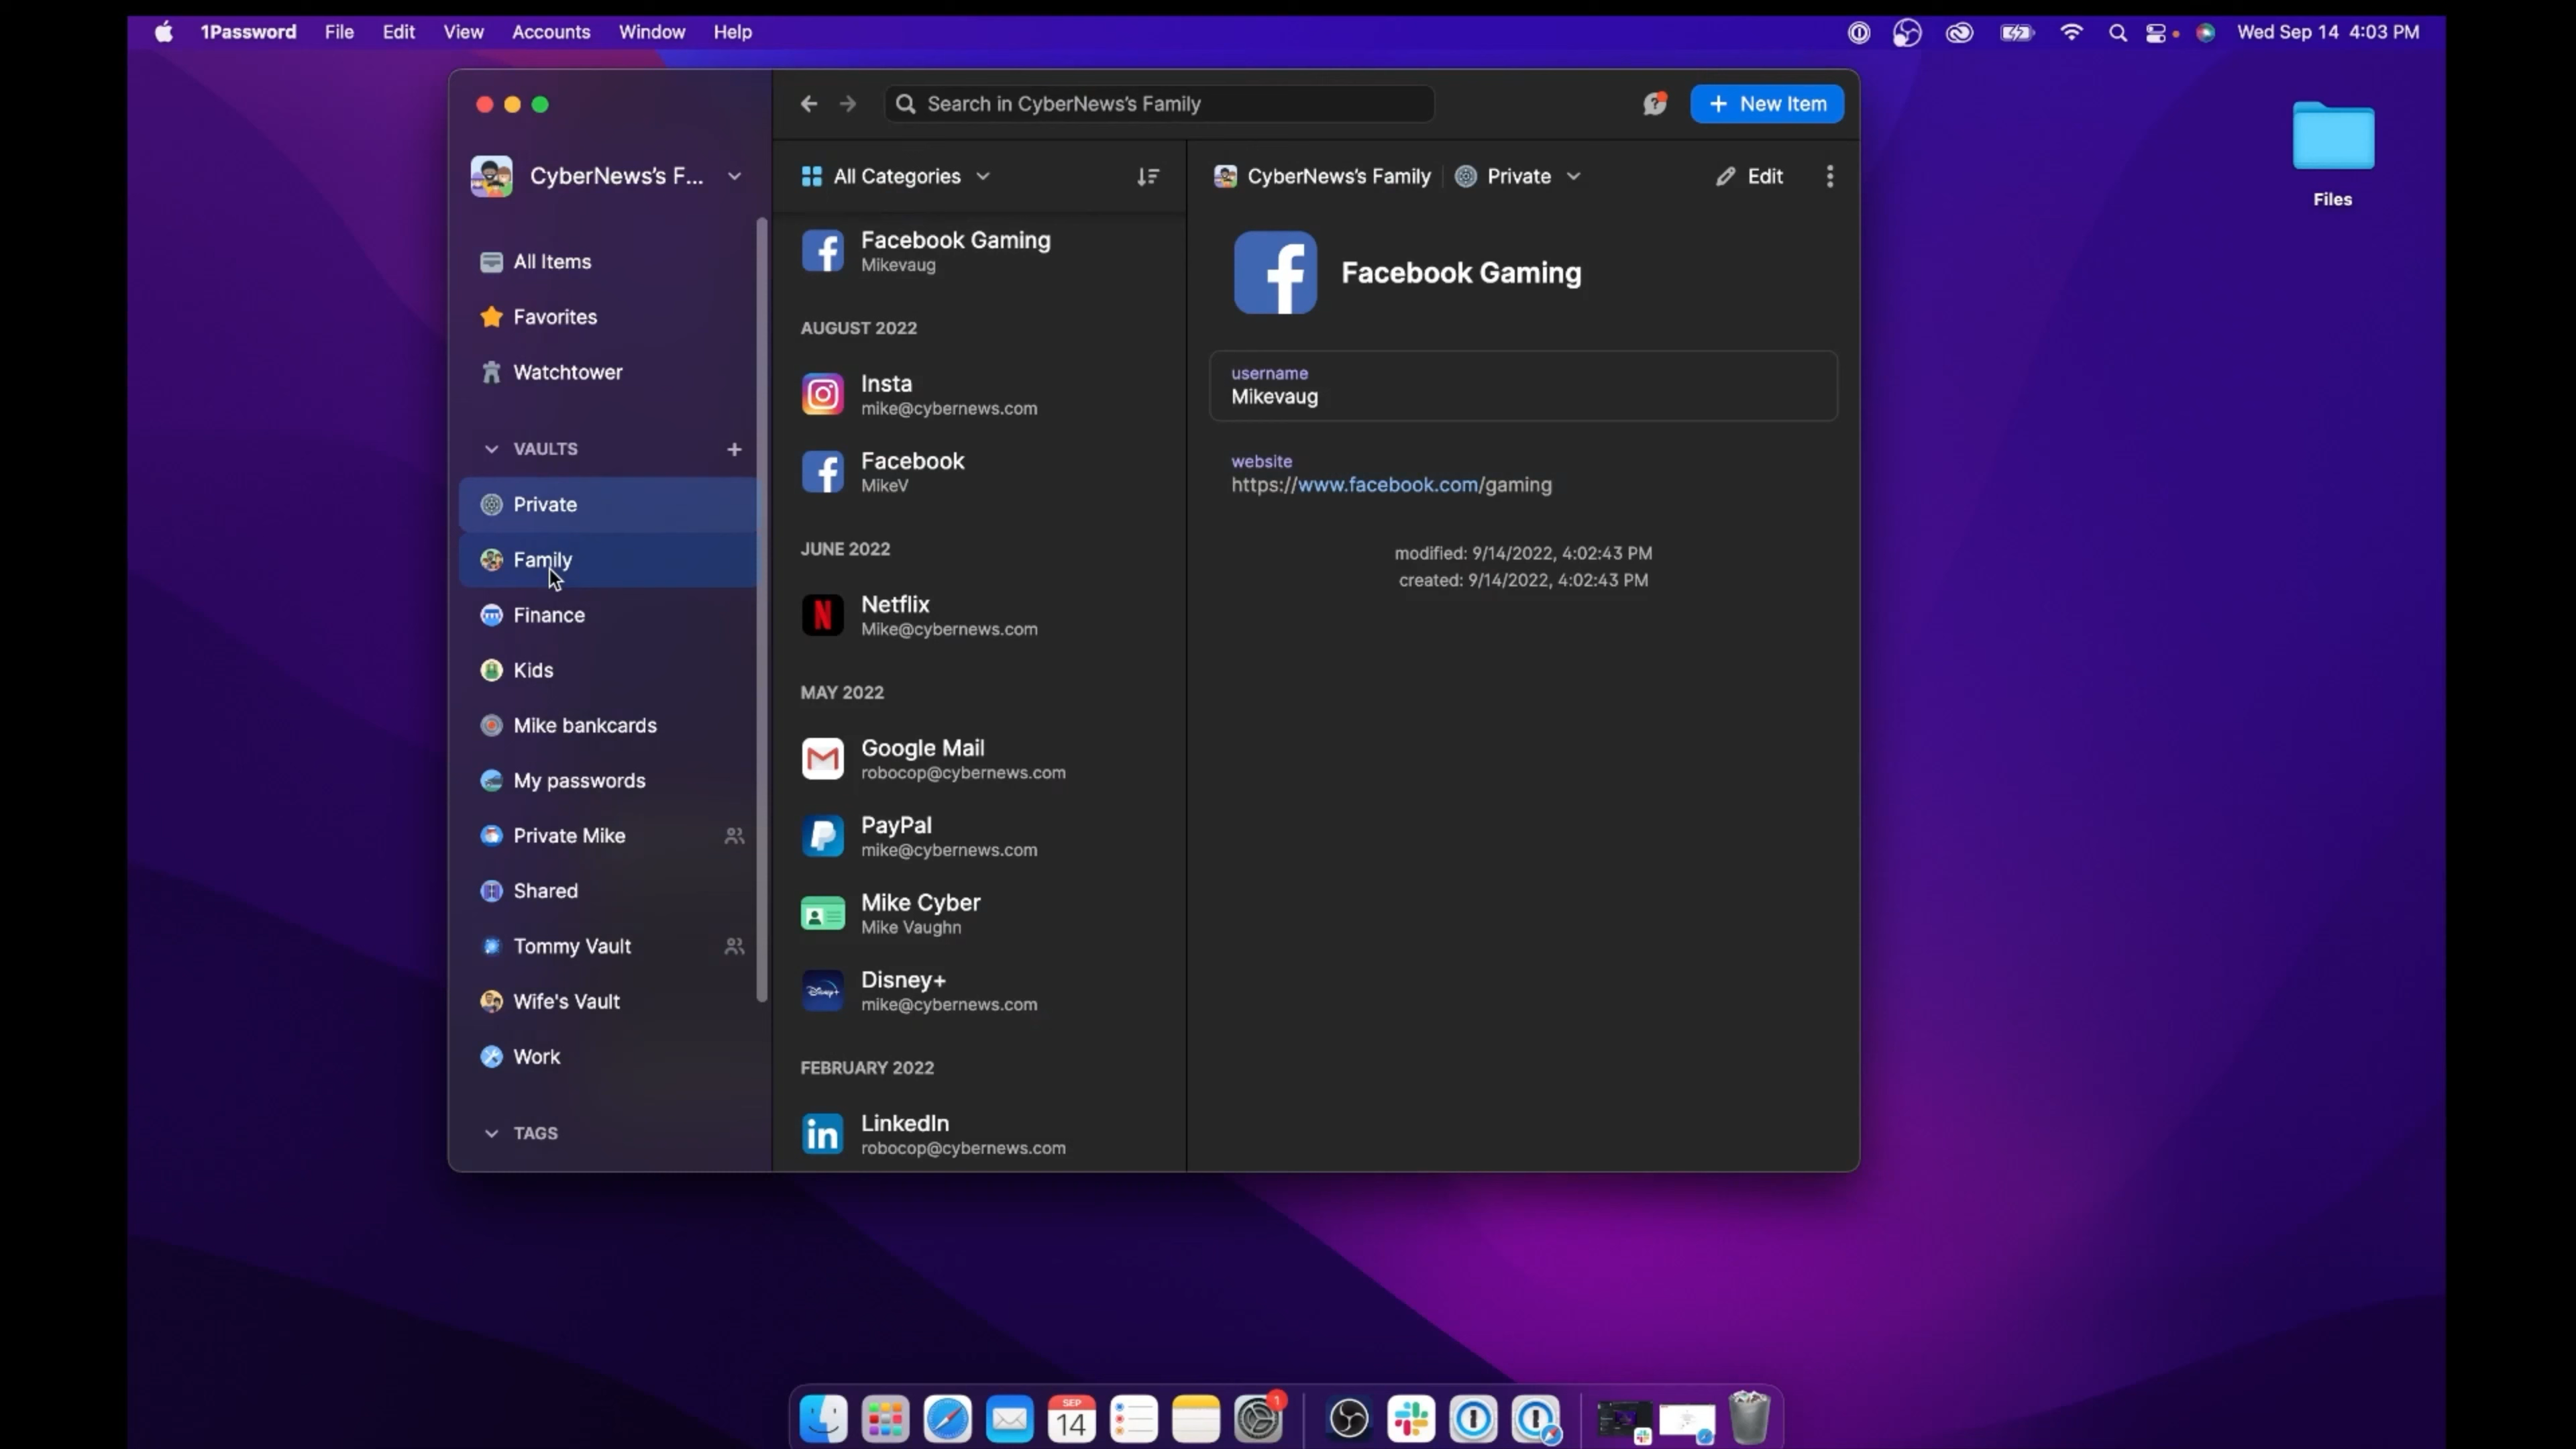 1Password File Edit View Accounts Window Help
Wed Sep 14 4:03 PM
Files
Search in CyberNews's Family
+ New Item
CyberNews's F...
All Items
Favorites
Watchtower
VAULTS
Private
Family
Finance
Kids
Mike bankcards
My passwords
Private Mike
Shared
Tommy Vault
Wife's Vault
Work
TAGS
All Categories
Facebook Gaming
Mikevaug
AUGUST 2022
Insta
mike@cybernews.com
Facebook
MikeV
JUNE 2022
Netflix
Mike@cybernews.com
MAY 2022
Google Mail
robocop@cybernews.com
PayPal
mike@cybernews.com
Mike Cyber
Mike Vaughn
Disney+
mike@cybernews.com
FEBRUARY 2022
LinkedIn
robocop@cybernews.com
CyberNews's Family Private
Edit
Facebook Gaming
username
Mikevaug
website
https://www.facebook.com/gaming
modified: 9/14/2022, 4:02:43 PM
created: 9/14/2022, 4:02:43 PM
SEP
14
1